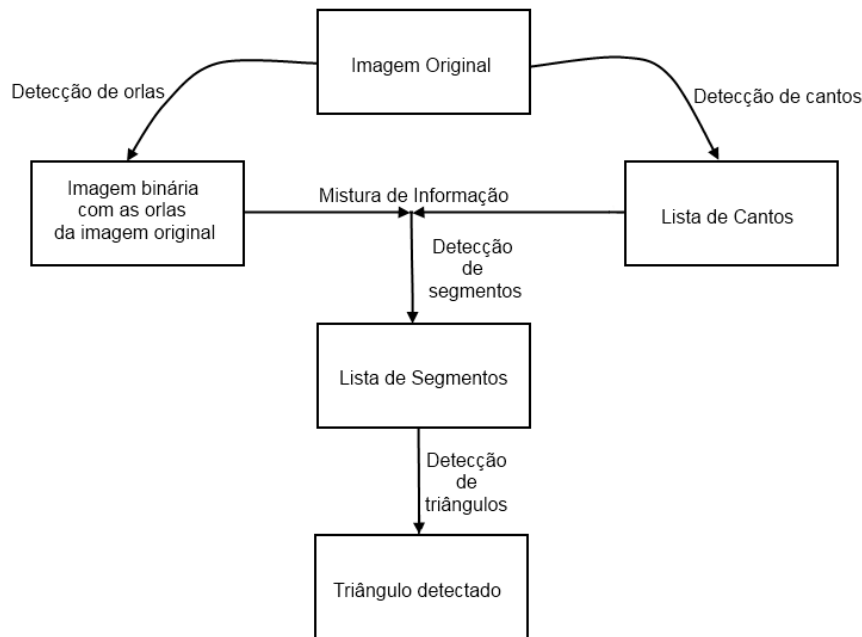 Imagem Original
Detecção de orlas
Detecção de cantos
Imagem binária
com as orlas
da imagem original
Mistura de Informação
Lista de Cantos
Detecção
de
segmentos
Lista de Segmentos
Detecção
de
triângulos
Triângulo detectado